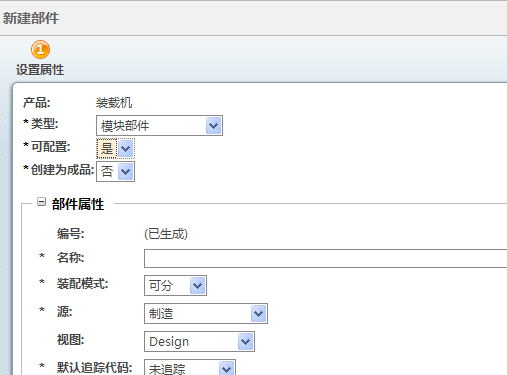 新建部件
1
设置属性
产品: 装载机
*类型: 模块部件
*可配置: 是
*创建为成品: 否
部件属性
编号: (已生成)
* 名称:
* 装配模式: 可分
* 源: 制造
视图: Design
* 默认追踪代码: 未追踪